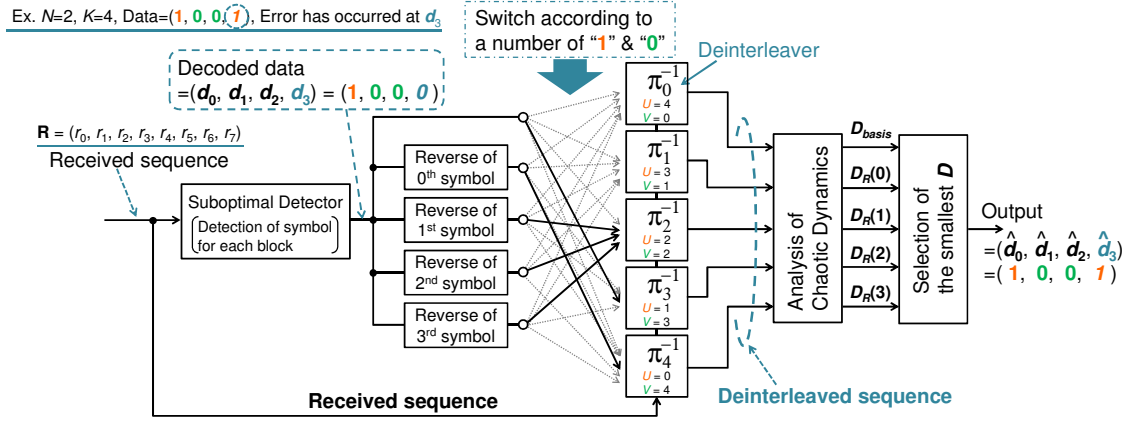 Ex. N=2, K=4, Data=(1, 0, 0, 1), Error has occurred at d3
Switch according to
a number of "1" & "0"
Deinterleaver
Decoded data
=(d0, d1, d2, d3) = (1, 0, 0, 0 )
R = (r0, r1, r2, r3, r4, r5, r6, r7)
Received sequence
Suboptimal Detector
Detection of symbol
for each block
Reverse of
0th symbol
Reverse of
1st symbol
Reverse of
2nd symbol
Reverse of
3rd symbol
π0^-1
U = 4
V = 0
π1^-1
U = 3
V = 1
π2^-1
U = 2
V = 2
π3^-1
U = 1
V = 3
π4^-1
U = 0
V = 4
Analysis of
Chaotic Dynamics
Dbasis
DR(0)
DR(1)
DR(2)
DR(3)
Selection of
the smallest D
Output
=(d̂0, d̂1, d̂2, d̂3)
=( 1, 0, 0, 1 )
Received sequence
Deinterleaved sequence